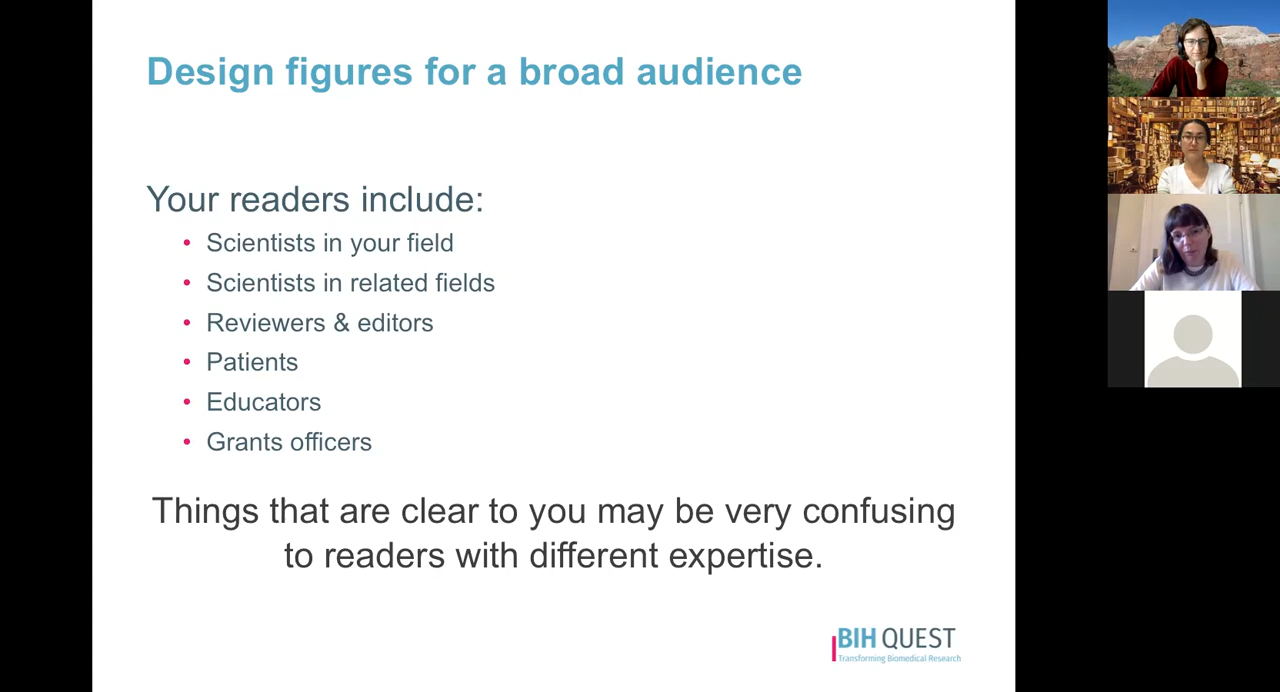 Design figures for a broad audience
Your readers include:
• Scientists in your field
• Scientists in related fields
• Reviewers & editors
• Patients
• Educators
• Grants officers
Things that are clear to you may be very confusing
to readers with different expertise.
BIH QUEST
Transforming Biomedical Research